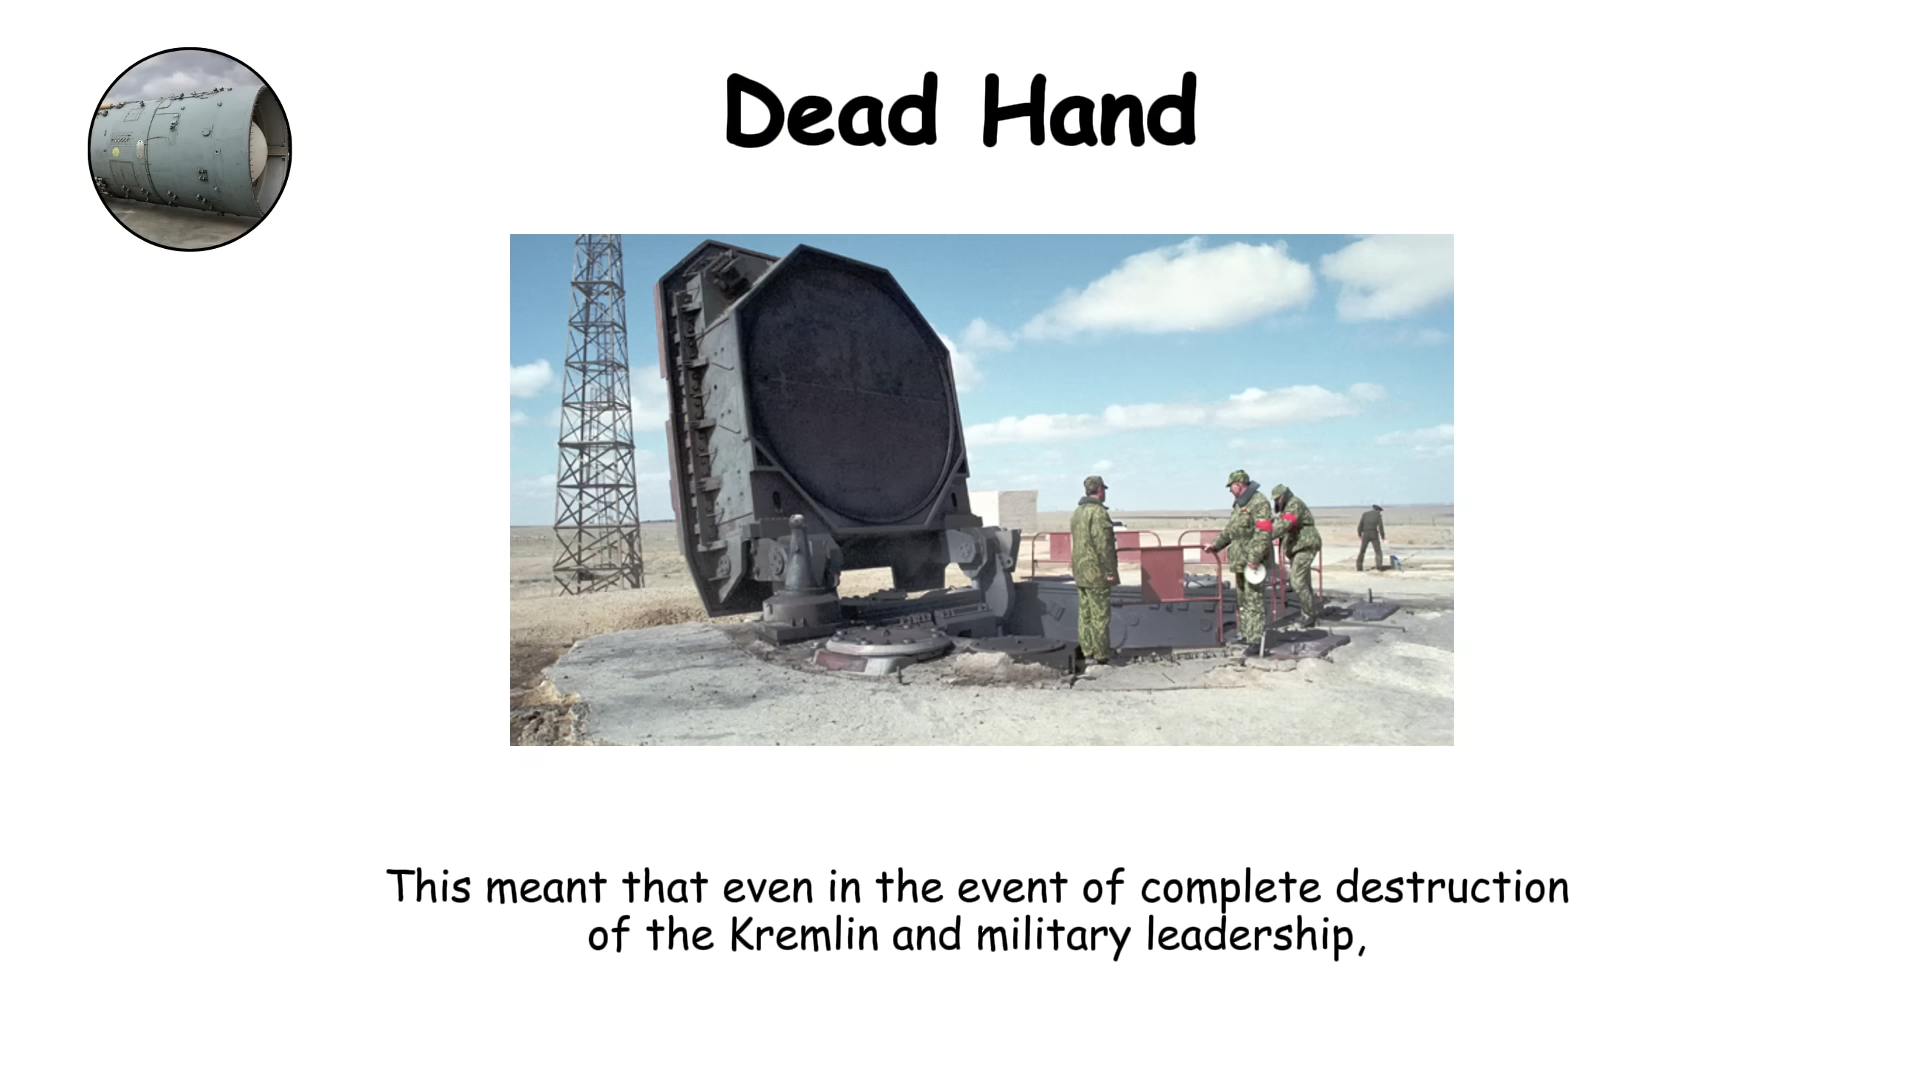 Dead Hand
This meant that even in the event of complete destruction
of the Kremlin and military leadership,